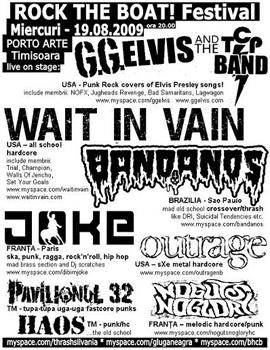 ROCK THE BOAT! Festival
Miercuri - 19.08.2009 ora 20.00
PORTO ARTE
Timisoara
live on stage:
G.G.ELVIS AND THE TCP BAND
USA - Punk Rock covers of Elvis Presley songs!
include membrii: NOFX, Jugheads Revenge, Bad Samaritans, Lagwagon
www.myspace.com/ggelvis www.ggelvis.com
WAIT IN VAIN
USA - all school
hardcore
include membrii:
Trial, Champion,
Walls Of Jericho,
Set Your Goals
www.myspace.com/waitinvain
waitinvain.com
BANDANOS
BRAZILIA - Sao Paulo
mad old school crossover/thrash
like DRI, Suicidal Tendencies etc.
www.myspace.com/bandanos
JOKE
FRANȚA - Paris
ska, punk, ragga, rock'n'roll, hip hop
mad brass section and Dj scratches
www.myspace.com/dibimjoke
outrage
USA - sXe metal hardcore
www.myspace.com/outragenb
PAVILIONUL 32
TM - tupa-tupa uga-uga fastcore punks
HAOS TM - punk/hc
...the old school
NOGU'S NOGRORY
FRANȚA - melodic hardcore/punk
www.myspace.com/nogutsnogloryhc
myspace.com/thrashsilvania * myspace.com/gluganeagra * myspace.com/bhcb